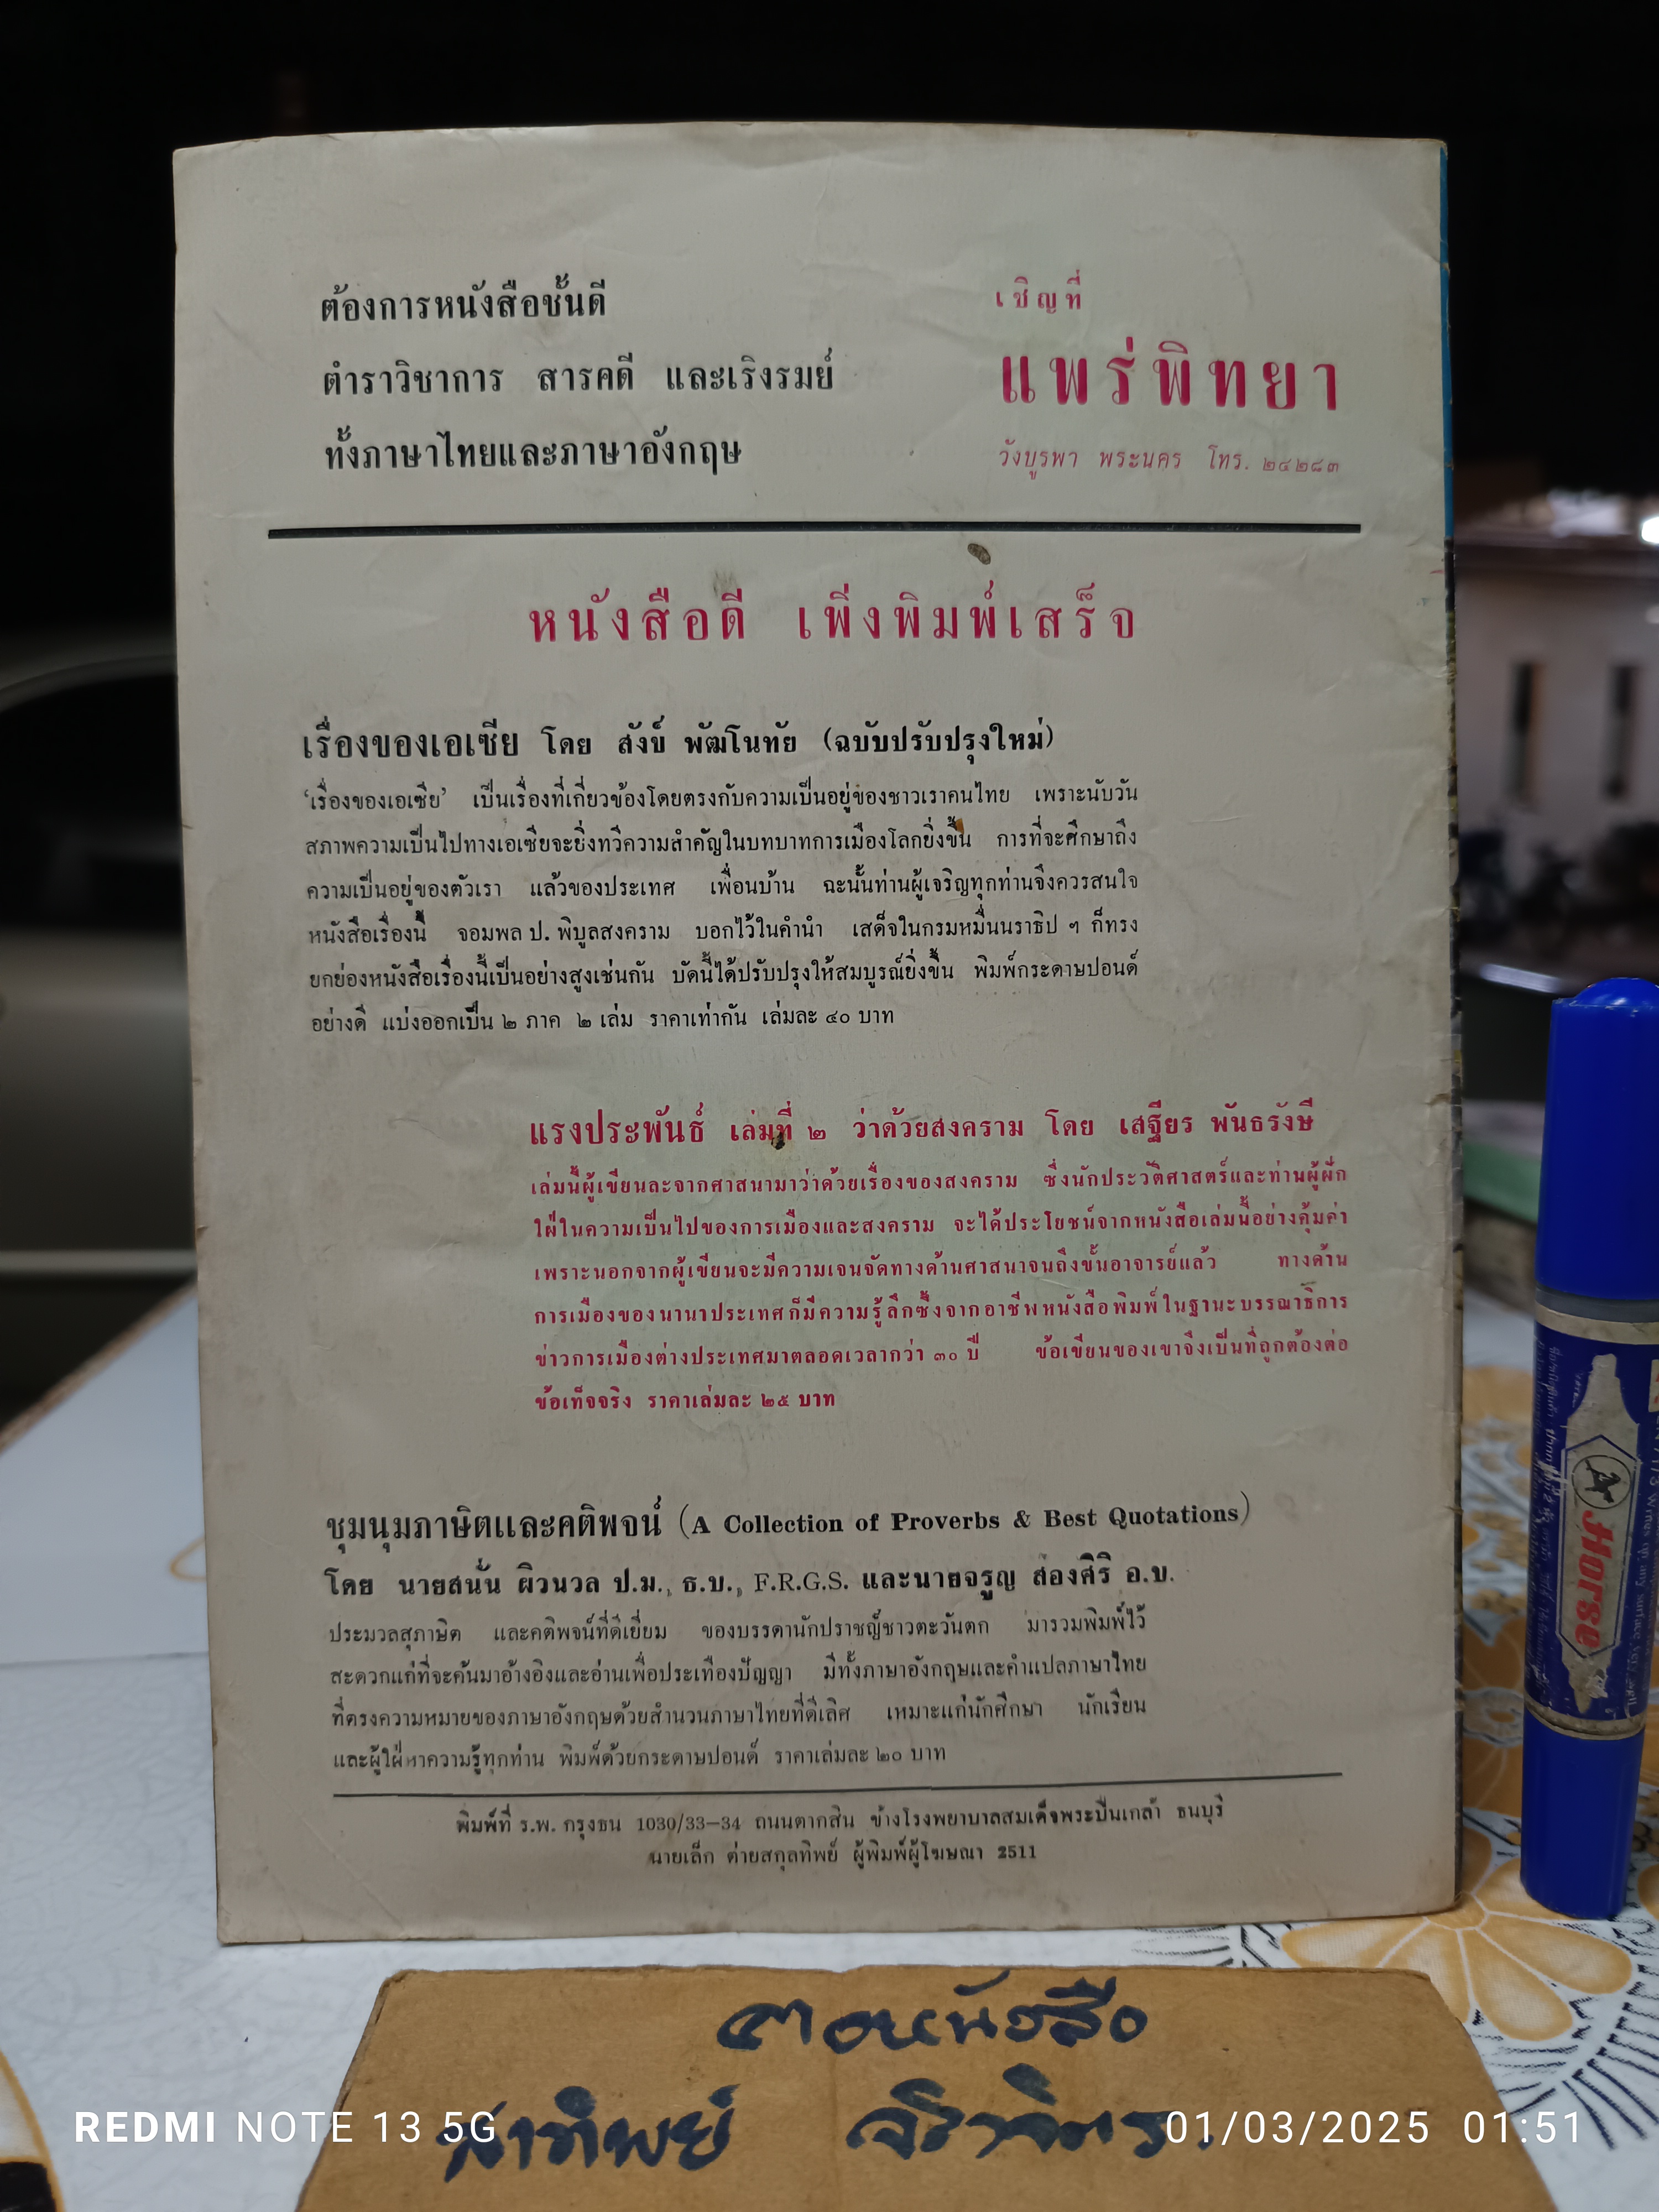 ต้องการหนังสือชั้นดี
ตำราวิชาการ สารคดี และเริงรมย์
ทั้งภาษาไทยและภาษาอังกฤษ
เชิญที่
แพร่พิทยา
วังบูรพา พระนคร โทร. ๒๔๒๘๓
หนังสือดี เพิ่งพิมพ์เสร็จ
เรื่องของเอเซีย โดย สังข์ พัฒโนทัย (ฉบับปรับปรุงใหม่)
‘เรื่องของเอเซีย’ เป็นเรื่องที่เกี่ยวข้องโดยตรงกับความเป็นอยู่ของชาวเราคนไทย เพราะนับวัน
สภาพความเป็นไปทางเอเซียจะยิ่งทวีความสำคัญในบทบาทการเมืองโลกยิ่งขึ้น การที่จะศึกษาถึง
ความเป็นอยู่ของตัวเรา แล้วของประเทศ เพื่อนบ้าน ฉะนั้นท่านผู้เจริญทุกท่านจึงควรสนใจ
หนังสือเรื่องนี้ จอมพล ป. พิบูลสงคราม บอกไว้ในคำนำ เสด็จในกรมหมื่นนราธิป ฯ ก็ทรง
ยกย่องหนังสือเรื่องนี้เป็นอย่างสูงเช่นกัน บัดนี้ได้ปรับปรุงให้สมบูรณ์ยิ่งขึ้น พิมพ์กระดาษปอนด์
อย่างดี แบ่งออกเป็น ๒ ภาค ๒ เล่ม ราคาเท่ากัน เล่มละ ๔๐ บาท
แรงประพันธ์ เล่มที่ ๒ ว่าด้วยสงคราม โดย เสฐียร พันธรังษี
เล่มนี้ผู้เขียนละจากศาสนามาว่าด้วยเรื่องของสงคราม ซึ่งนักประวัติศาสตร์และท่านผู้ฝัก
ใฝ่ในความเป็นไปของการเมืองและสงคราม จะได้ประโยชน์จากหนังสือเล่มนี้อย่างคุ้มค่า
เพราะนอกจากผู้เขียนจะมีความเจนจัดทางด้านศาสนาจนถึงขั้นอาจารย์แล้ว ทางด้าน
การเมืองของนานาประเทศก็มีความรู้ลึกซึ้งจากอาชีพหนังสือพิมพ์ในฐานะบรรณาธิการ
ข่าวการเมืองต่างประเทศมาตลอดเวลากว่า ๓๐ ปี ข้อเขียนของเขาจึงเป็นที่ถูกต้องต่อ
ข้อเท็จจริง ราคาเล่มละ ๒๕ บาท
ชุมนุมภาษิตและคติพจน์ (A Collection of Proverbs & Best Quotations)
โดย นายสนั่น ผิวนวล ป.ม., ธ.บ., F.R.G.S. และนายจรูญ ส่องศิริ อ.บ.
ประมวลสุภาษิต และคติพจน์ที่ดีเยี่ยม ของบรรดานักปราชญ์ชาวตะวันตก มารวมพิมพ์ไว้
สะดวกแก่ที่จะค้นมาอ้างอิงและอ่านเพื่อประเทืองปัญญา มีทั้งภาษาอังกฤษและคำแปลภาษาไทย
ที่ตรงความหมายของภาษาอังกฤษด้วยสำนวนภาษาไทยที่ดีเลิศ เหมาะแก่นักศึกษา นักเรียน
และผู้ใฝ่หาความรู้ทุกท่าน พิมพ์ด้วยกระดาษปอนด์ ราคาเล่มละ ๒๐ บาท
พิมพ์ที่ ร.พ. กรุงธน 1030/33–34 ถนนตากสิน ข้างโรงพยาบาลสมเด็จพระปิ่นเกล้า ธนบุรี
นายเล็ก ต่ายสกุลทิพย์ ผู้พิมพ์ผู้โฆษณา 2511
Horse
REDMI NOTE 13 5G
01/03/2025 01:51